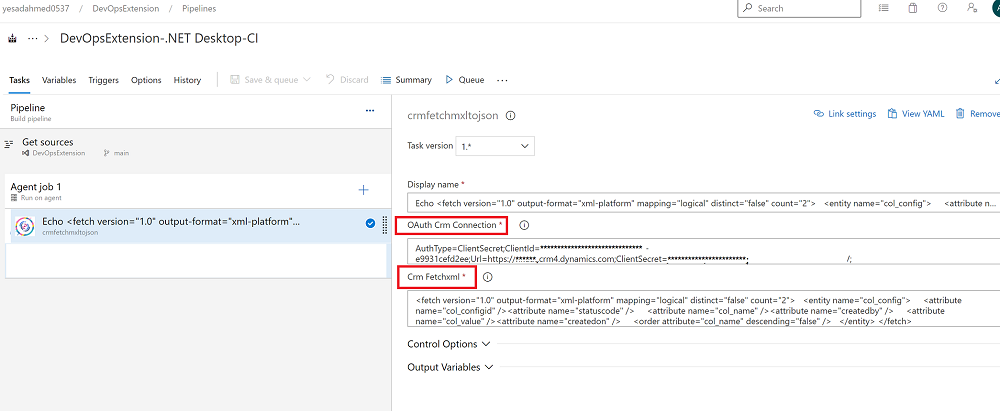 yesadahmed0537 / DevOpsExtension / Pipelines
Search
··· > DevOpsExtension-.NET Desktop-CI
Tasks Variables Triggers Options History Save & queue Discard Summary Queue ···
Pipeline ···
Build pipeline
Get sources
DevOpsExtension main
Agent job 1 +
Run on agent
Echo <fetch version="1.0" output-format="xml-platform"...
crmfetchmxltojson
crmfetchmxltojson
Link settings View YAML Remove
Task version 1.*
Display name *
Echo <fetch version="1.0" output-format="xml-platform" mapping="logical" distinct="false" count="2"> <entity name="col_config"> <attribute n...
OAuth Crm Connection *
AuthType=ClientSecret;ClientId=****************************** -
e9931cefd2ee;Url=https://******.crm4.dynamics.com;ClientSecret=***********************; /;
Crm Fetchxml *
<fetch version="1.0" output-format="xml-platform" mapping="logical" distinct="false" count="2"> <entity name="col_config"> <attribute
name="col_configid" /> <attribute name="statuscode" /> <attribute name="col_name" /> <attribute name="createdby" /> <attribute
name="col_value" /> <attribute name="createdon" /> <order attribute="col_name" descending="false" /> </entity> </fetch>
Control Options
Output Variables